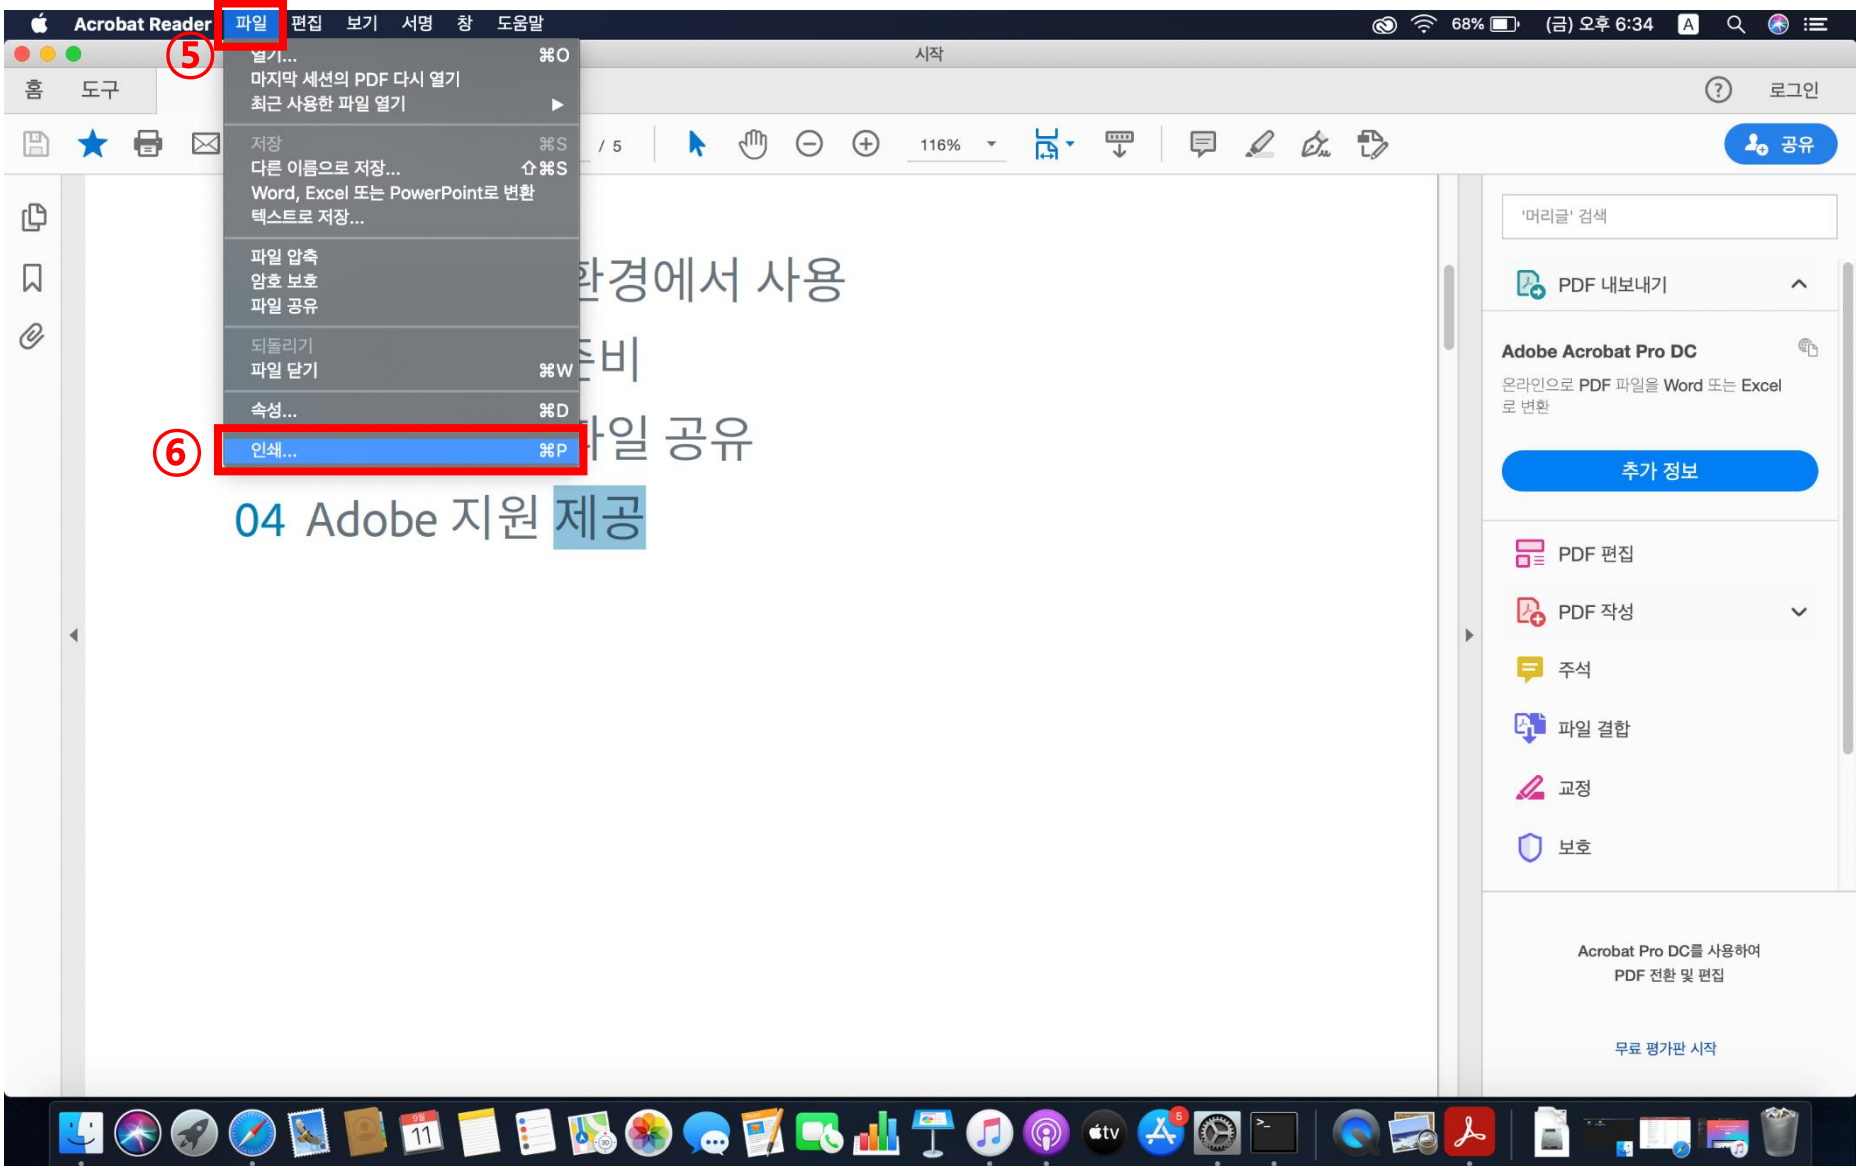 Acrobat Reader 파일 편집 보기 서명 창 도움말 68% (금) 오후 6:34 A
⑤
시작
홈 도구 ? 로그인
열기... ⌘O
마지막 세션의 PDF 다시 열기
최근 사용한 파일 열기 ▶
저장 ⌘S
다른 이름으로 저장... ⇧⌘S
Word, Excel 또는 PowerPoint로 변환
텍스트로 저장...
파일 압축
암호 보호
파일 공유
되돌리기
파일 닫기 ⌘W
속성... ⌘D
⑥
인쇄... ⌘P
/ 5 116% 공유
환경에서 사용
준비
파일 공유
04 Adobe 지원 제공
'머리글' 검색
PDF 내보내기
Adobe Acrobat Pro DC
온라인으로 PDF 파일을 Word 또는 Excel
로 변환
추가 정보
PDF 편집
PDF 작성
주석
파일 결합
교정
보호
Acrobat Pro DC를 사용하여
PDF 전환 및 편집
무료 평가판 시작
9월
11
tv
5